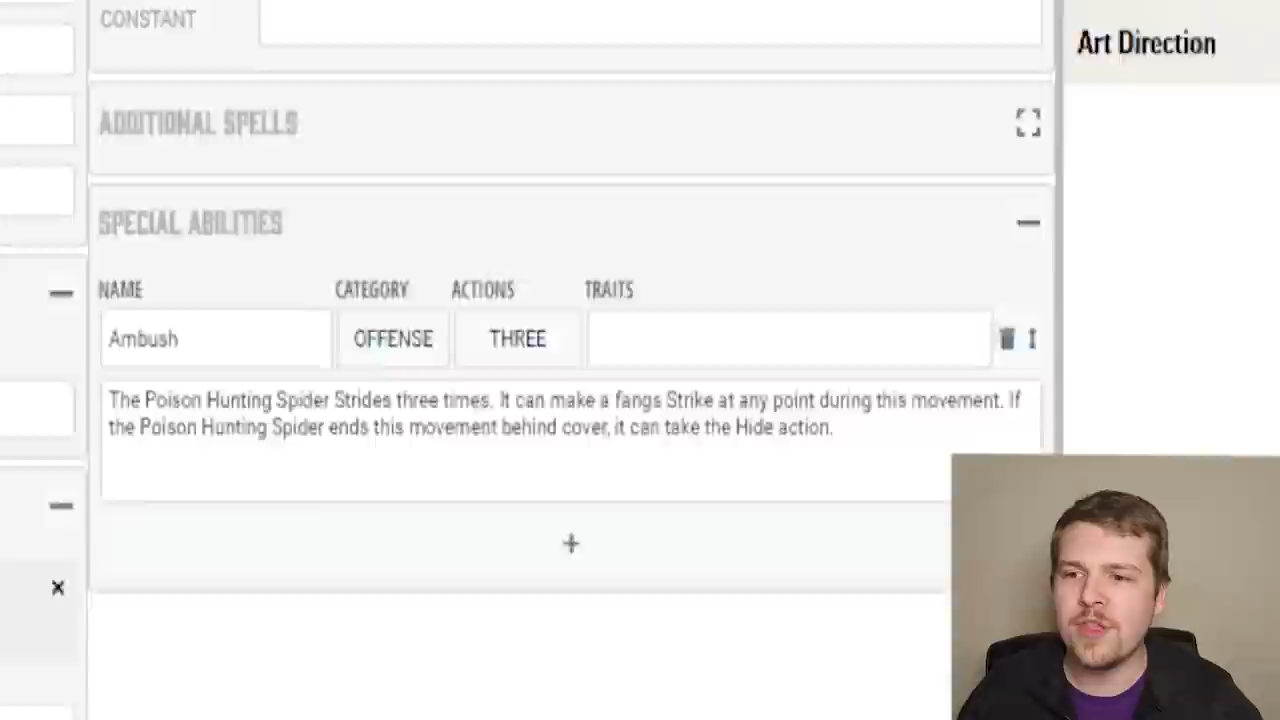 CONSTANT
Art Direction
ADDITIONAL SPELLS
SPECIAL ABILITIES
NAME CATEGORY ACTIONS TRAITS
Ambush OFFENSE THREE
The Poison Hunting Spider Strides three times. It can make a fangs Strike at any point during this movement. If
the Poison Hunting Spider ends this movement behind cover, it can take the Hide action.